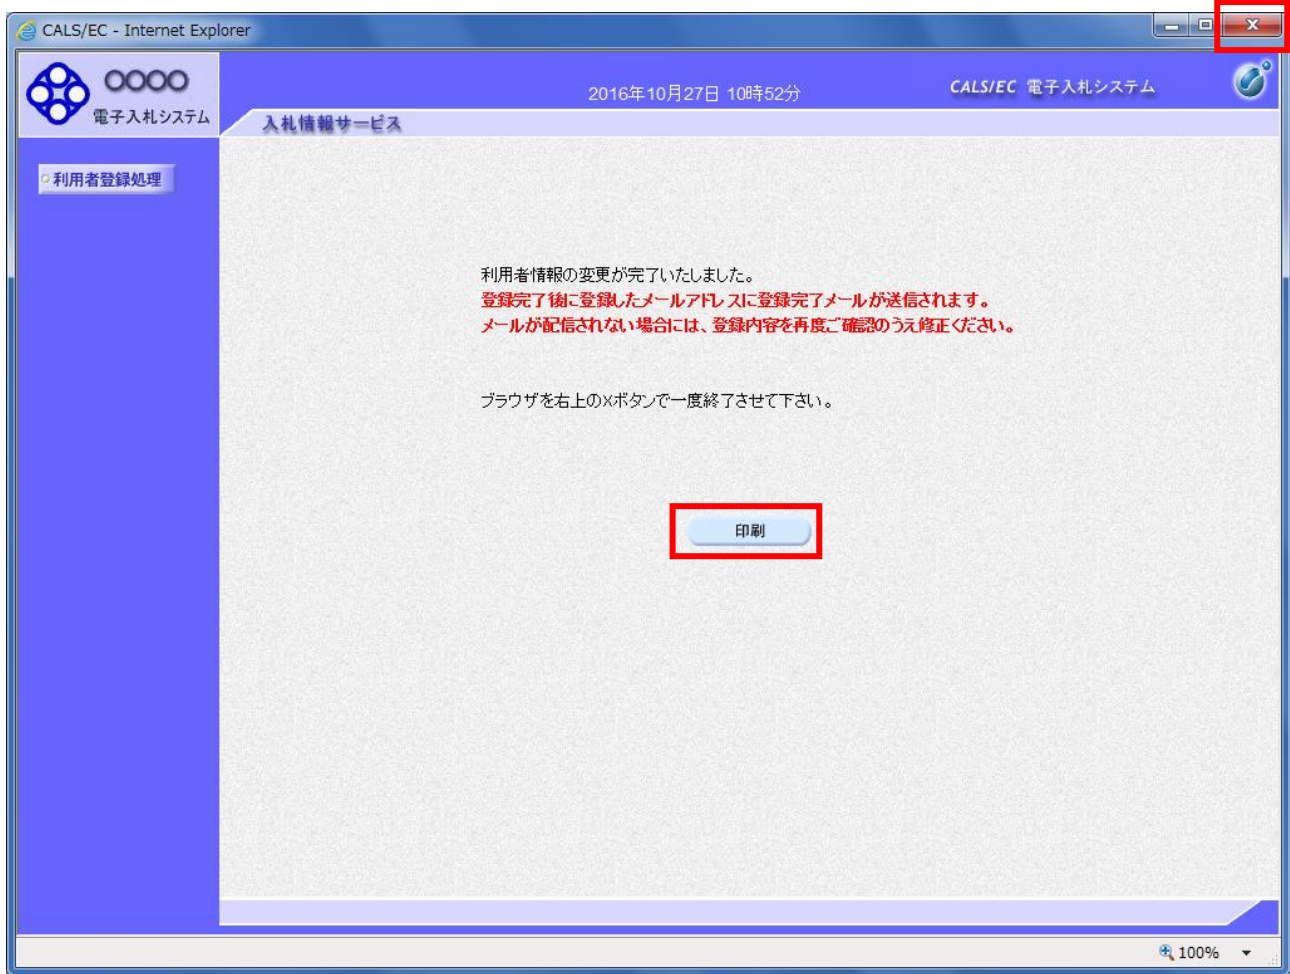 CALS/EC - Internet Explorer
○○○○
電子入札システム
2016年10月27日 10時52分
CALS/EC 電子入札システム
入札情報サービス
利用者登録処理
利用者情報の変更が完了いたしました。
登録完了後に登録したメールアドレスに登録完了メールが送信されます。
メールが配信されない場合には、登録内容を再度ご確認のうえ修正ください。
ブラウザを右上の×ボタンで一度終了させて下さい。
印刷
100%